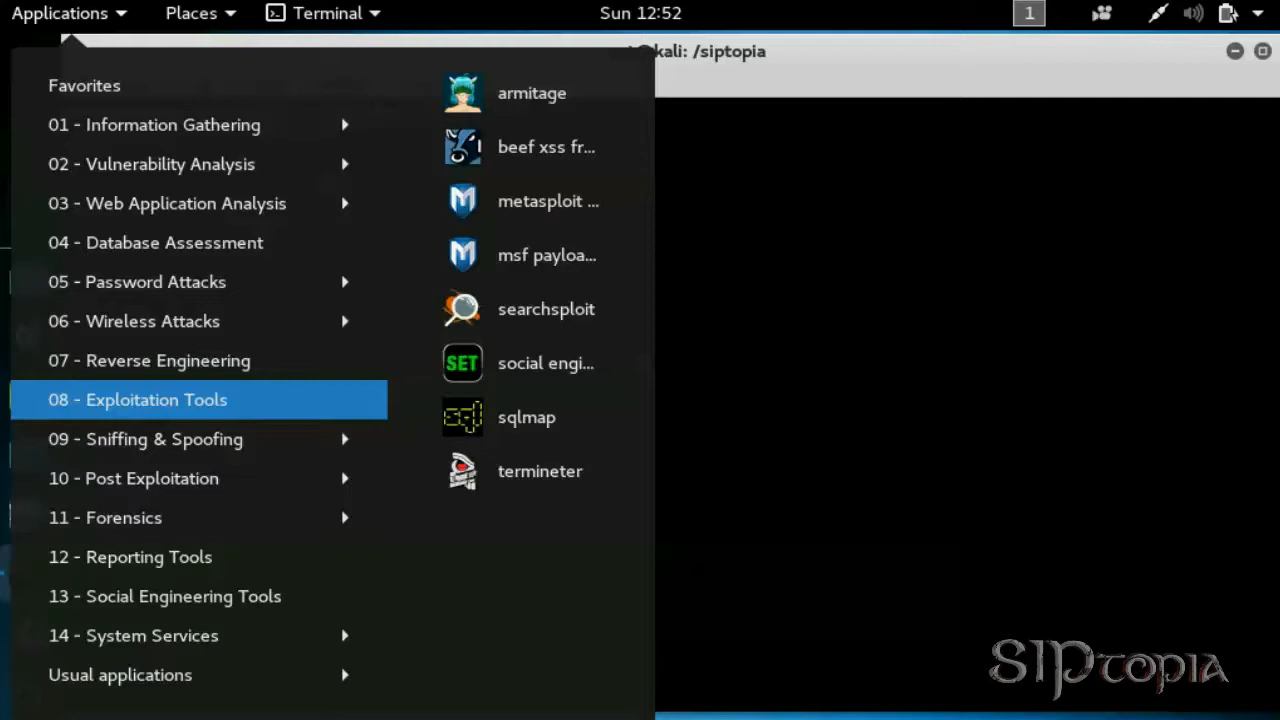 Applications Places Terminal Sun 12:52 1
kali: /siptopia
Favorites
01 - Information Gathering
02 - Vulnerability Analysis
03 - Web Application Analysis
04 - Database Assessment
05 - Password Attacks
06 - Wireless Attacks
07 - Reverse Engineering
08 - Exploitation Tools
09 - Sniffing & Spoofing
10 - Post Exploitation
11 - Forensics
12 - Reporting Tools
13 - Social Engineering Tools
14 - System Services
Usual applications
armitage
beef xss fr...
metasploit ...
msf payloa...
searchsploit
SET social engi...
sql sqlmap
termineter
SIPtopia